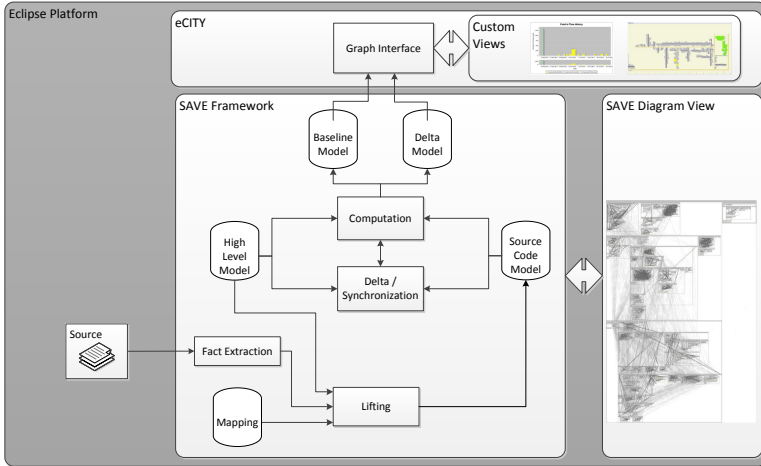 Eclipse Platform
eCITY
Graph Interface
Custom
Views
SAVE Framework
SAVE Diagram View
Baseline
Model
Delta
Model
Computation
High
Level
Model
Source
Code
Model
Delta /
Synchronization
Source
Fact Extraction
Mapping
Lifting